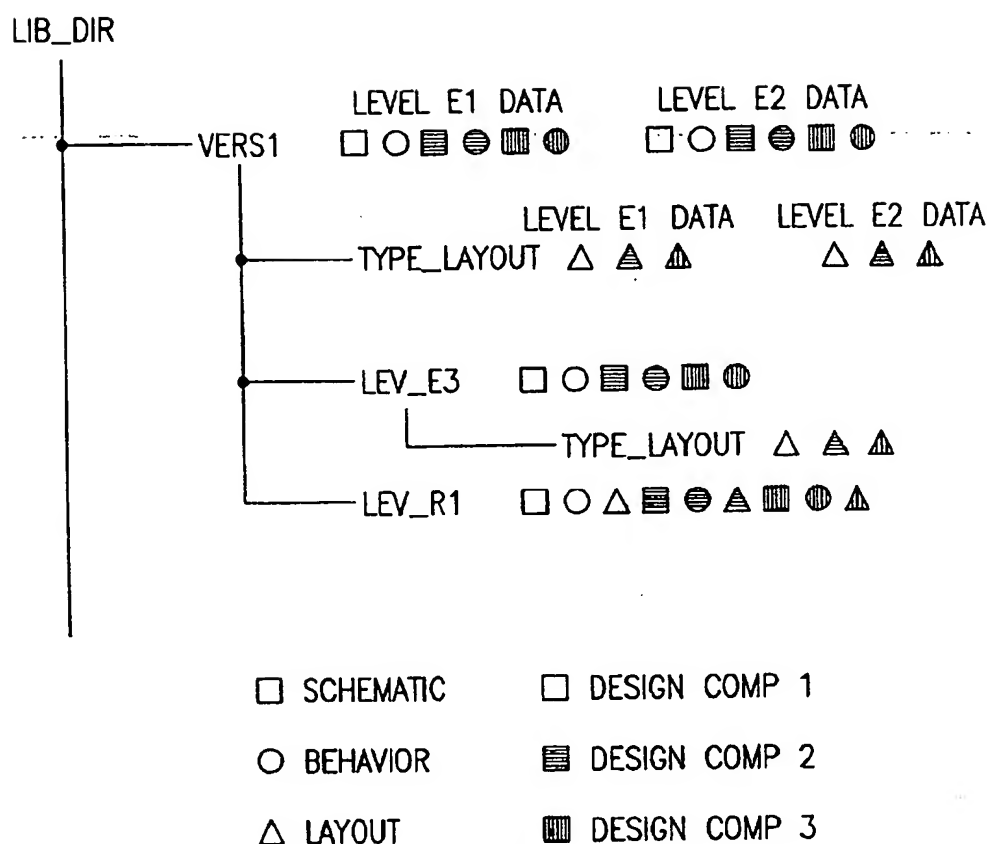 LIB_DIR
LEVEL E1 DATA LEVEL E2 DATA
VERS1
LEVEL E1 DATA LEVEL E2 DATA
TYPE_LAYOUT
LEV_E3
TYPE_LAYOUT
LEV_R1
SCHEMATIC DESIGN COMP 1
BEHAVIOR DESIGN COMP 2
LAYOUT DESIGN COMP 3